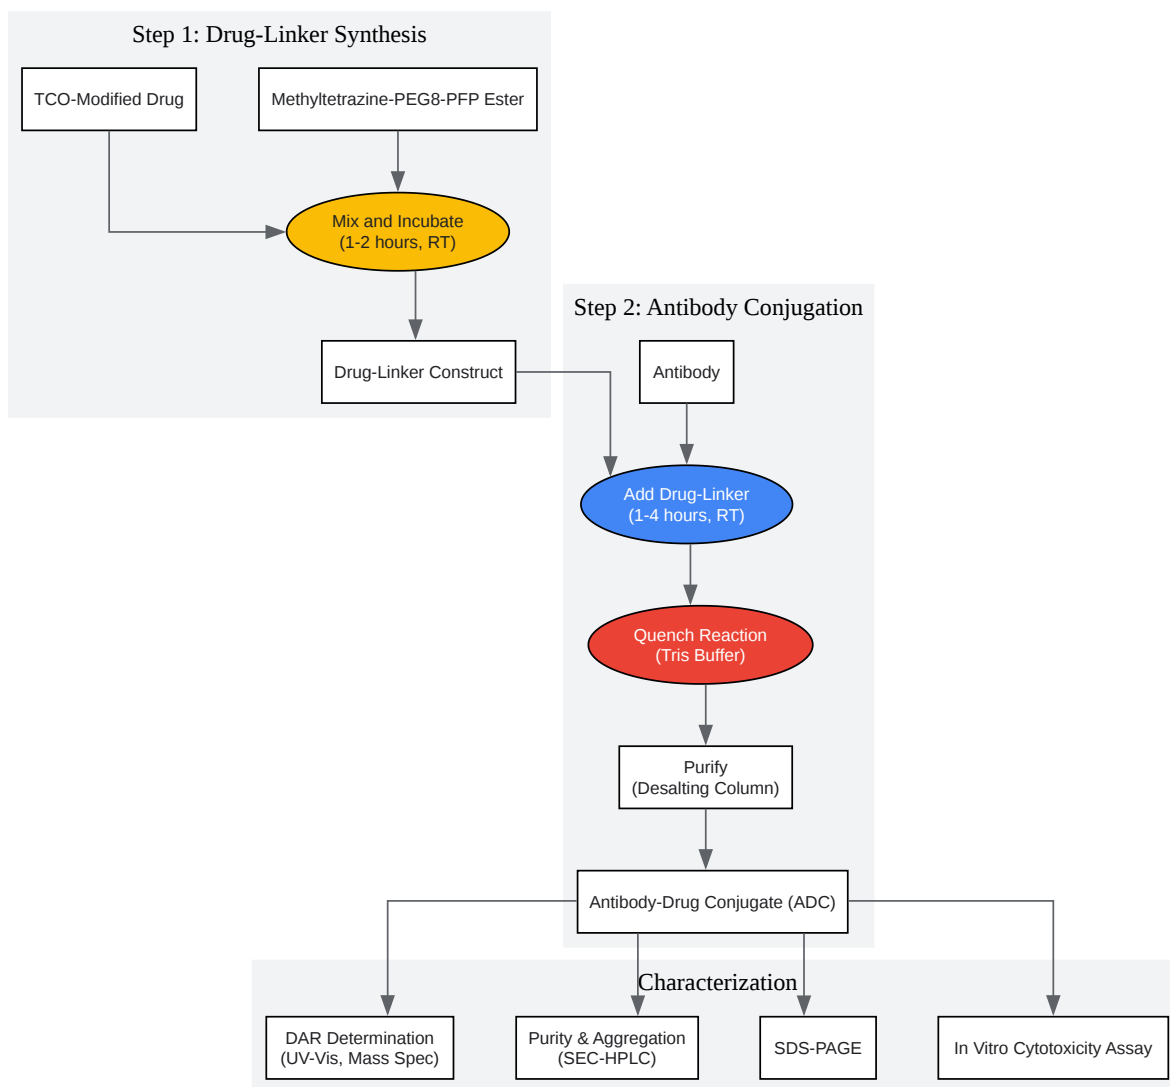 Step 1: Drug-Linker Synthesis
TCO-Modified Drug
Methyltetrazine-PEG8-PFP Ester
Mix and Incubate
(1-2 hours, RT)
Drug-Linker Construct
Step 2: Antibody Conjugation
Antibody
Add Drug-Linker
(1-4 hours, RT)
Quench Reaction
(Tris Buffer)
Purify
(Desalting Column)
Antibody-Drug Conjugate (ADC)
Characterization
DAR Determination
(UV-Vis, Mass Spec)
Purity & Aggregation
(SEC-HPLC)
SDS-PAGE
In Vitro Cytotoxicity Assay